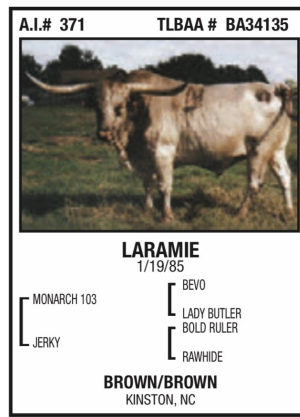 A.I.# 371 TLBAA # BA34135
LARAMIE
1/19/85
MONARCH 103
JERKY
BEVO
LADY BUTLER
BOLD RULER
RAWHIDE
BROWN/BROWN
KINSTON, NC